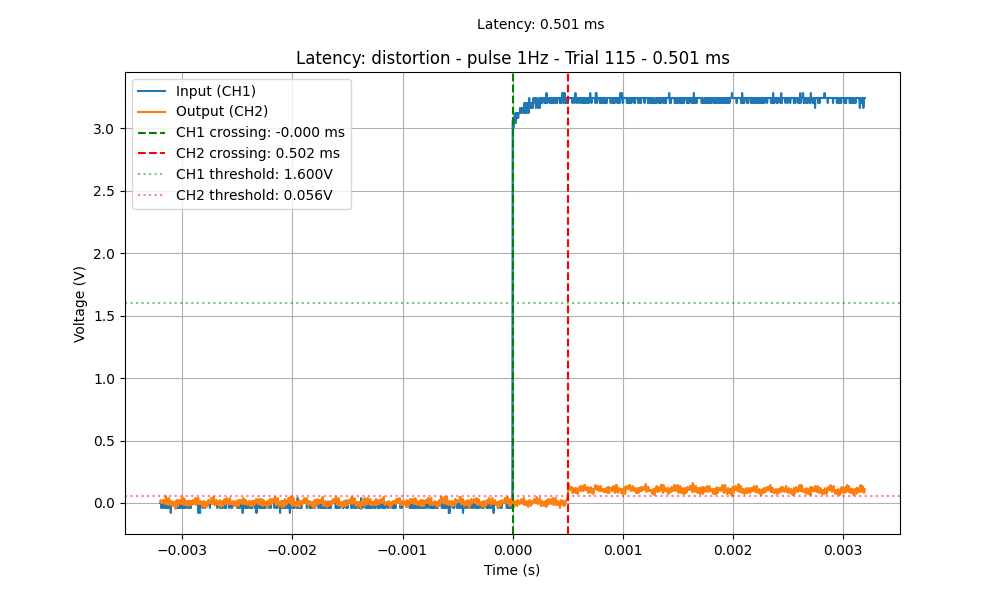 Latency: 0.501 ms
Latency: distortion - pulse 1Hz - Trial 115 - 0.501 ms
Input (CH1)
Output (CH2)
CH1 crossing: -0.000 ms
CH2 crossing: 0.502 ms
CH1 threshold: 1.600V
CH2 threshold: 0.056V
Voltage (V)
3.0
2.5
2.0
1.5
1.0
0.5
0.0
−0.003 −0.002 −0.001 0.000 0.001 0.002 0.003
Time (s)